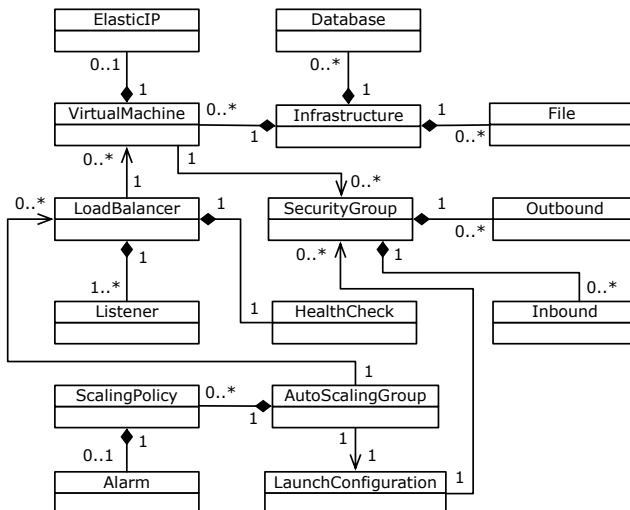 ElasticIP
Database
0..1
1
0..*
1
VirtualMachine
0..*
1
Infrastructure
1
0..*
File
0..*
1
1
0..*
0..*
LoadBalancer
1
SecurityGroup
1
0..*
Outbound
1
1..*
0..*
1
0..*
Listener
1
HealthCheck
Inbound
1
ScalingPolicy
0..*
1
AutoScalingGroup
1
0..1
1
1
Alarm
LaunchConfiguration
1